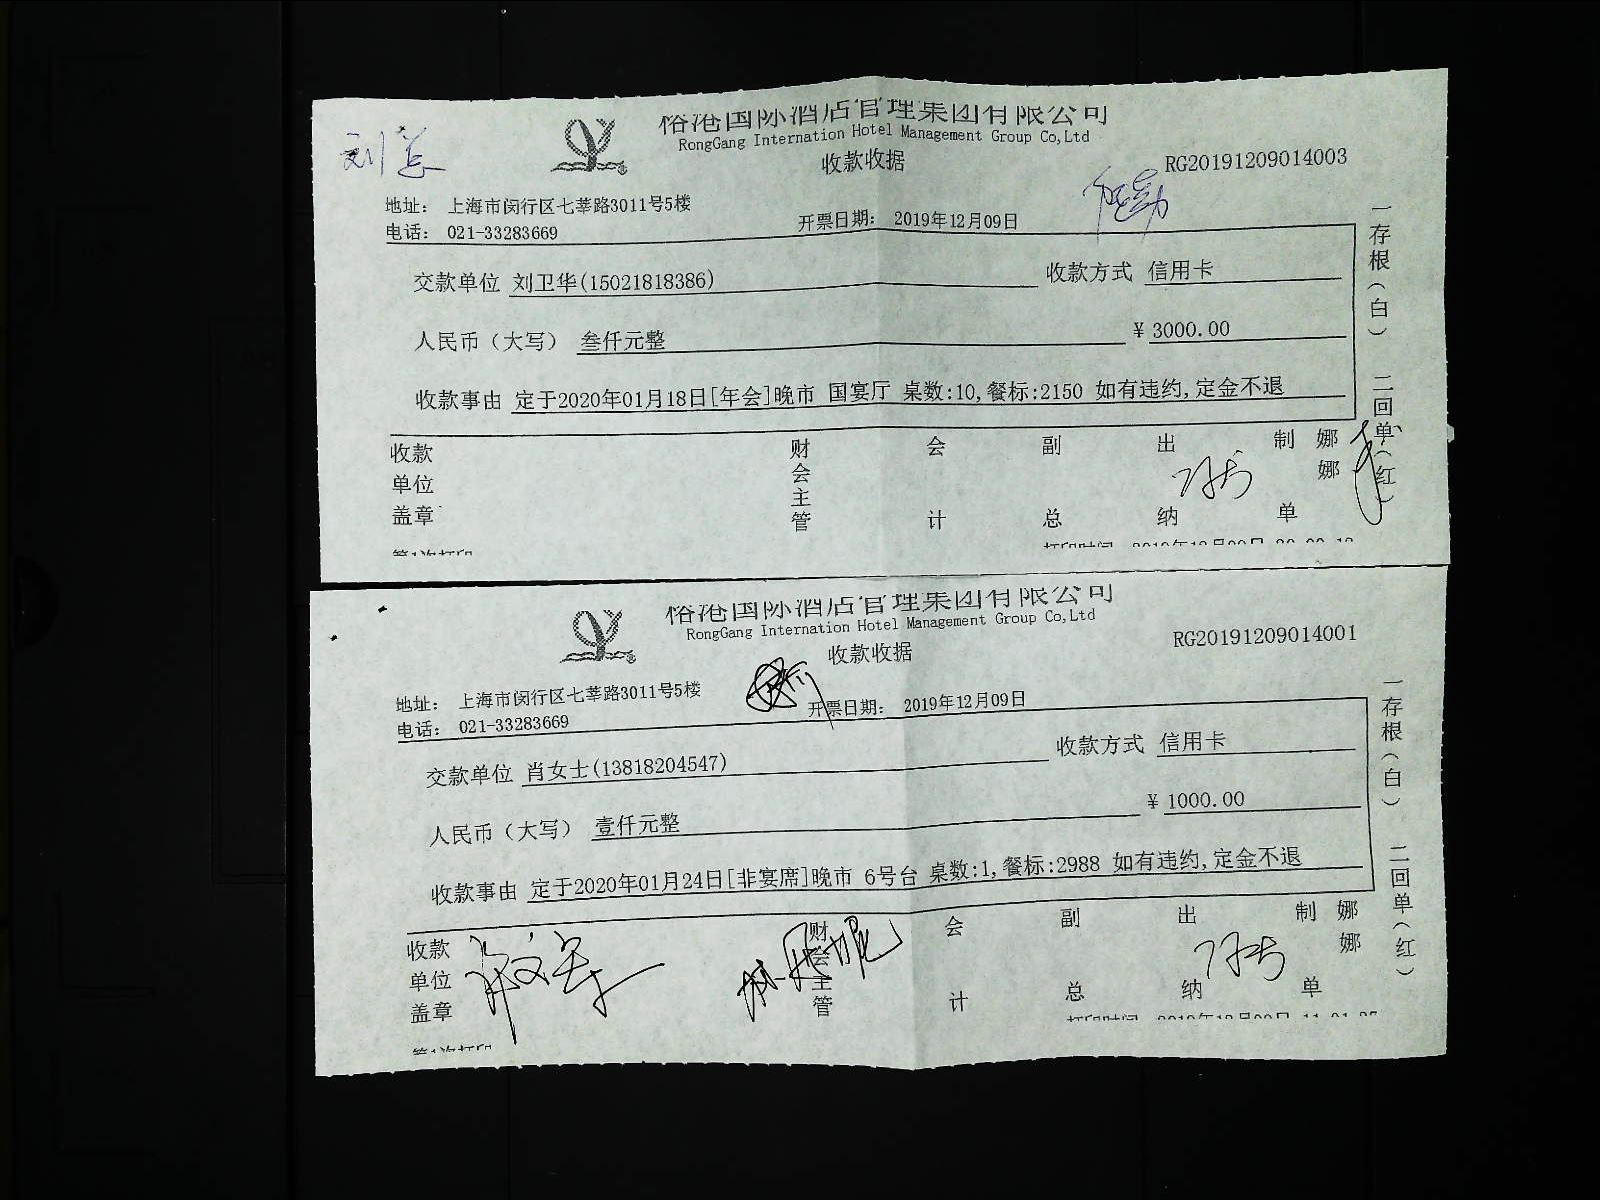 刘总
国际酒店管理集团有限公司
RongGang Internation Hotel Management Group Co,Ltd
收款收据
RG20191209014003
地址: 上海市闵行区七莘路3011号5楼
电话: 021-33283669
开票日期: 2019年12月09日
交款单位 刘卫华(15021818386)
收款方式 信用卡
人民币(大写) 叁仟元整
¥ 3000.00
收款事由 定于2020年01月18日[年会]晚市 国宴厅 桌数:10,餐标:2150 如有违约,定金不退
收款单位盖章
财会主管
会计
副总
出纳
制单
娜娜
一存根(白) 二回单(红)
第1次打印
国际酒店管理集团有限公司
RongGang Internation Hotel Management Group Co,Ltd
收款收据
RG20191209014001
地址: 上海市闵行区七莘路3011号5楼
电话: 021-33283669
开票日期: 2019年12月09日
交款单位 肖女士(13818204547)
收款方式 信用卡
人民币(大写) 壹仟元整
¥ 1000.00
收款事由 定于2020年01月24日[非宴席]晚市 6号台 桌数:1,餐标:2988 如有违约,定金不退
收款单位盖章
财会主管
会计
副总
出纳
制单
娜娜
一存根(白) 二回单(红)
第1次打印